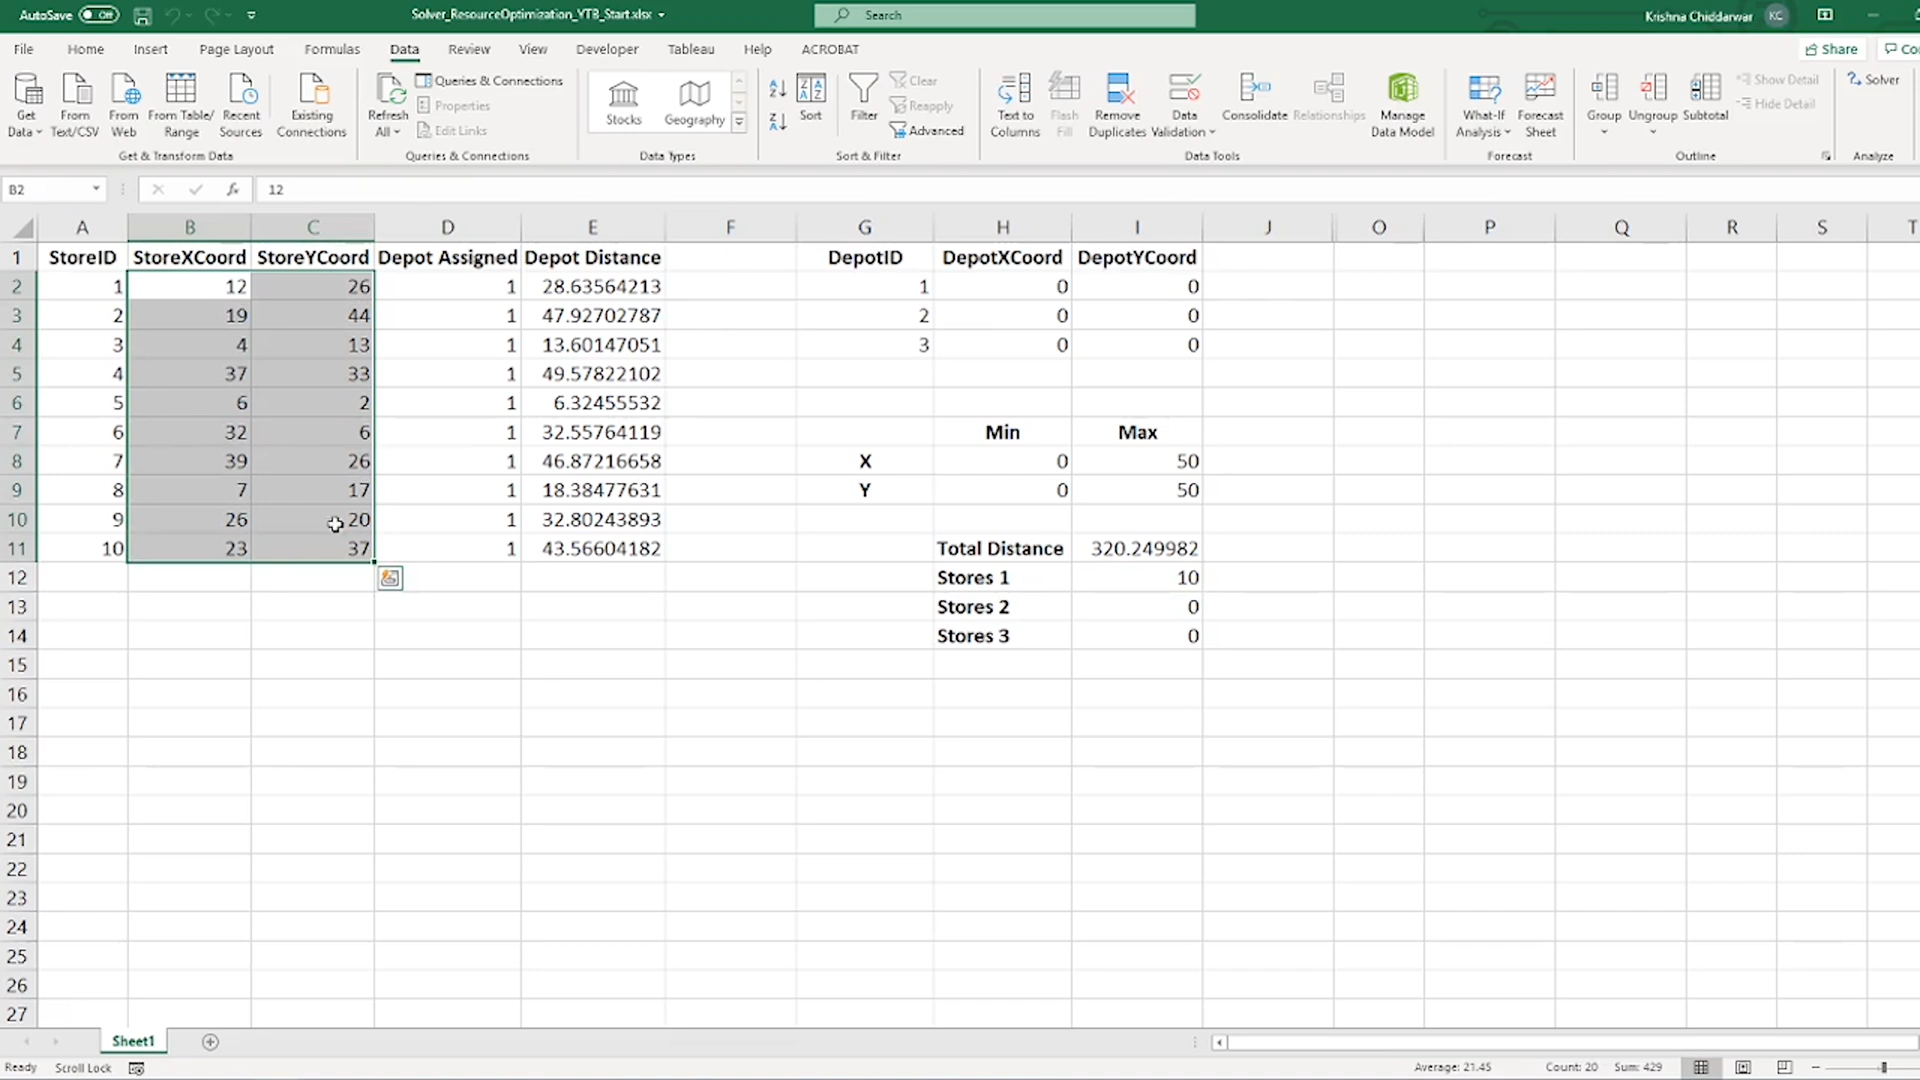 AutoSave Off Solver_ResourceOptimization_YTB_Start.xlsx Search Krishna Chiddarwar KC
File Home Insert Page Layout Formulas Data Review View Developer Tableau Help ACROBAT Share
Get Data From Text/CSV From Web From Table/ Range Recent Sources Existing Connections
Get & Transform Data
Refresh All Queries & Connections Properties Edit Links
Queries & Connections
Stocks Geography
Data Types
Sort Filter Clear Reapply Advanced
Sort & Filter
Text to Columns Flash Fill Remove Duplicates Data Validation Consolidate Relationships Manage Data Model
Data Tools
What-If Analysis Forecast Sheet
Forecast
Group Ungroup Subtotal Show Detail Hide Detail
Outline
Solver
Analyze
B2 fx 12
A B C D E F G H I J O P Q R S T
1 StoreID StoreXCoord StoreYCoord Depot Assigned Depot Distance DepotID DepotXCoord DepotYCoord
2 1 12 26 1 28.63564213 1 0 0
3 2 19 44 1 47.92702787 2 0 0
4 3 4 13 1 13.60147051 3 0 0
5 4 37 33 1 49.57822102
6 5 6 2 1 6.32455532
7 6 32 6 1 32.55764119 Min Max
8 7 39 26 1 46.87216658 X 0 50
9 8 7 17 1 18.38477631 Y 0 50
10 9 26 20 1 32.80243893
11 10 23 37 1 43.56604182 Total Distance 320.249982
12 Stores 1 10
13 Stores 2 0
14 Stores 3 0
15
16
17
18
19
20
21
22
23
24
25
26
27
Sheet1
Ready Scroll Lock Average: 21.45 Count: 20 Sum: 429